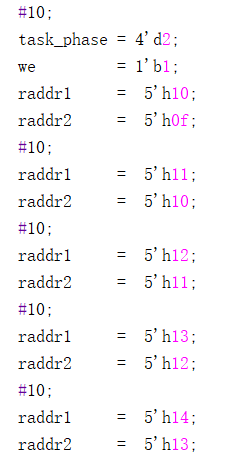 #10;
task_phase = 4'd2;
we         = 1'b1;
raddr1     =  5'h10;
raddr2     =  5'h0f;
#10;
raddr1     =  5'h11;
raddr2     =  5'h10;
#10;
raddr1     =  5'h12;
raddr2     =  5'h11;
#10;
raddr1     =  5'h13;
raddr2     =  5'h12;
#10;
raddr1     =  5'h14;
raddr2     =  5'h13;